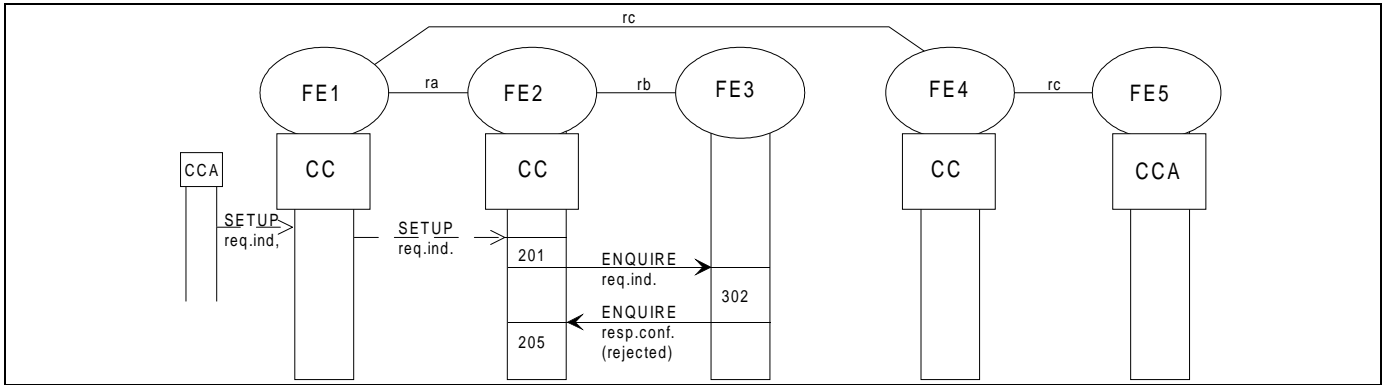 rc
FE1
ra
FE2
rb
FE3
FE4
rc
FE5
CCA
CC
CC
CC
CCA
SETUP
req.ind,
SETUP
req.ind.
201
ENQUIRE
req.ind.
302
ENQUIRE
resp.conf.
(rejected)
205